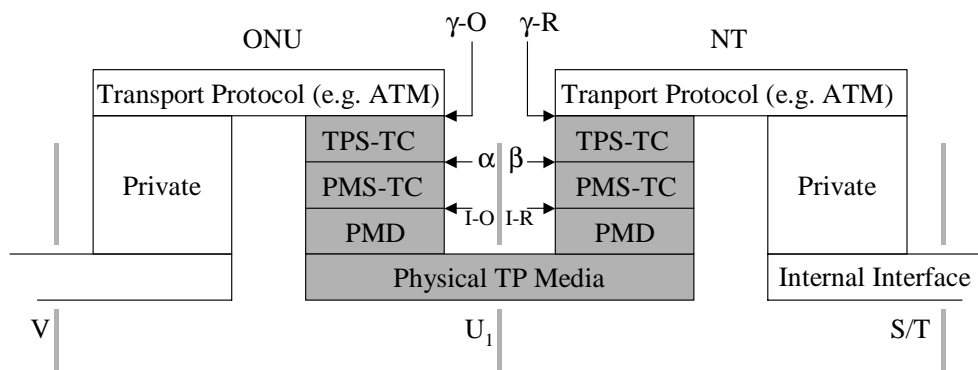 γ-O
γ-R
ONU
NT
Transport Protocol (e.g. ATM)
Tranport Protocol (e.g. ATM)
TPS-TC
TPS-TC
α
β
Private
PMS-TC
PMS-TC
Private
I-O
I-R
PMD
PMD
Physical TP Media
Internal Interface
V
U1
S/T